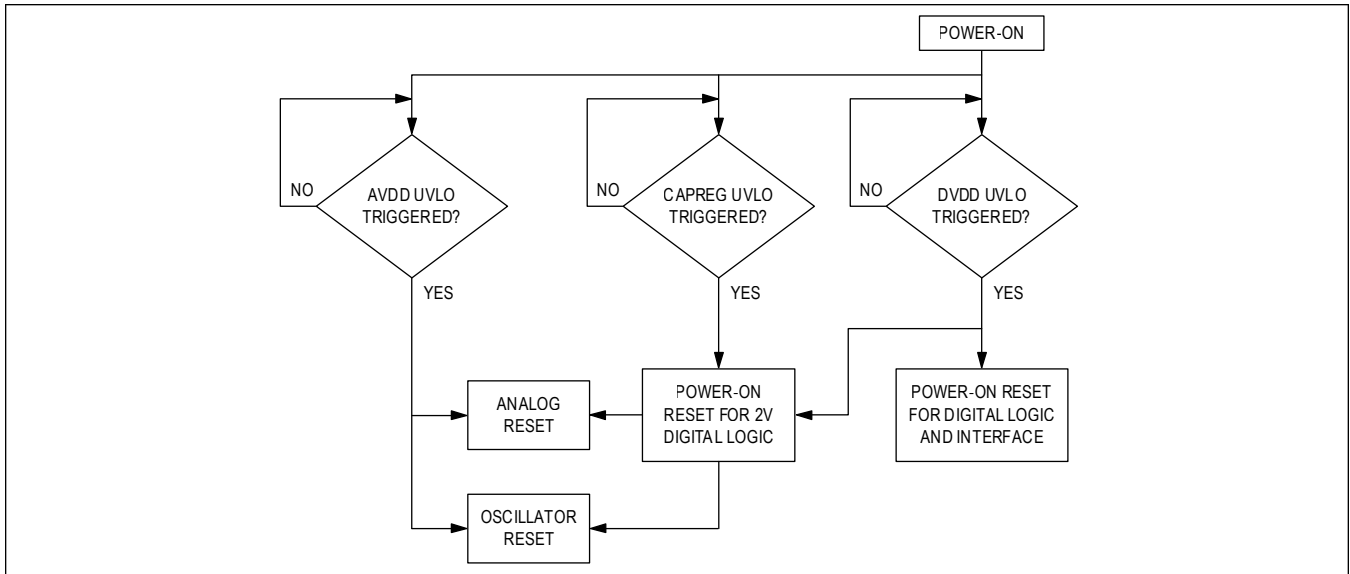 POWER-ON
NO
AVDD UVLO
TRIGGERED?
YES
NO
CAPREG UVLO
TRIGGERED?
YES
NO
DVDD UVLO
TRIGGERED?
YES
ANALOG
RESET
POWER-ON
RESET FOR 2V
DIGITAL LOGIC
POWER-ON RESET
FOR DIGITAL LOGIC
AND INTERFACE
OSCILLATOR
RESET